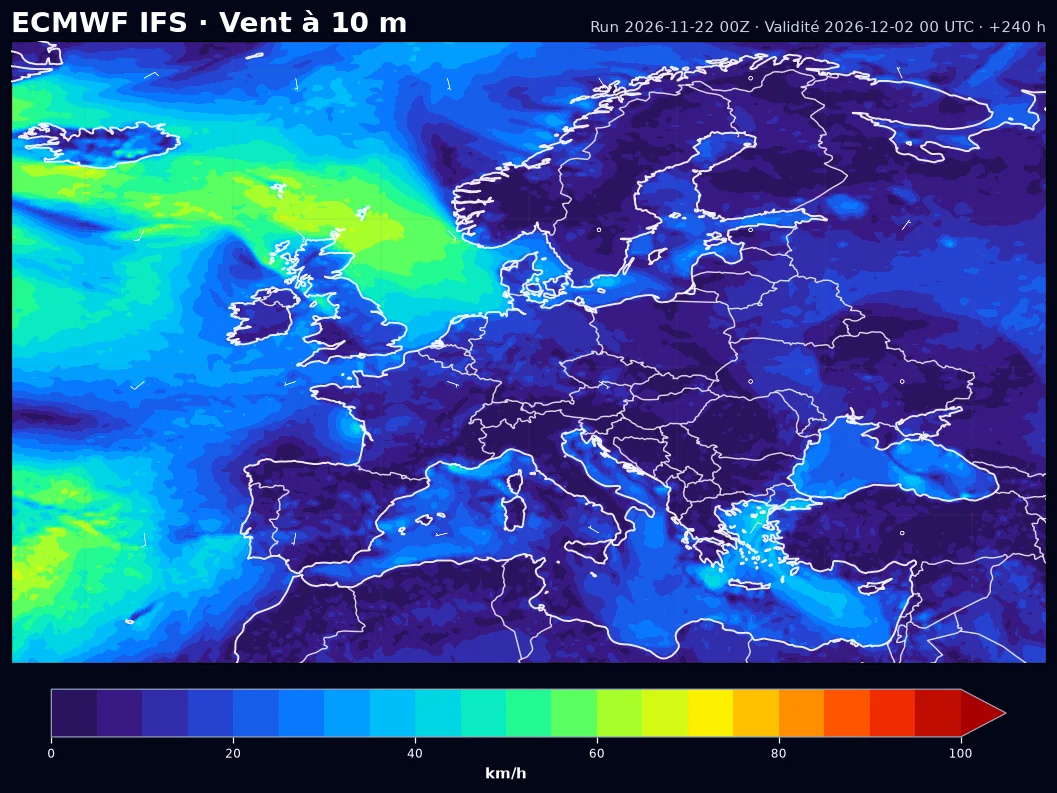 ECMWF IFS · Vent à 10 m
Run 2026-11-22 00Z · Validité 2026-12-02 00 UTC · +240 h
0 20 40 60 80 100
km/h